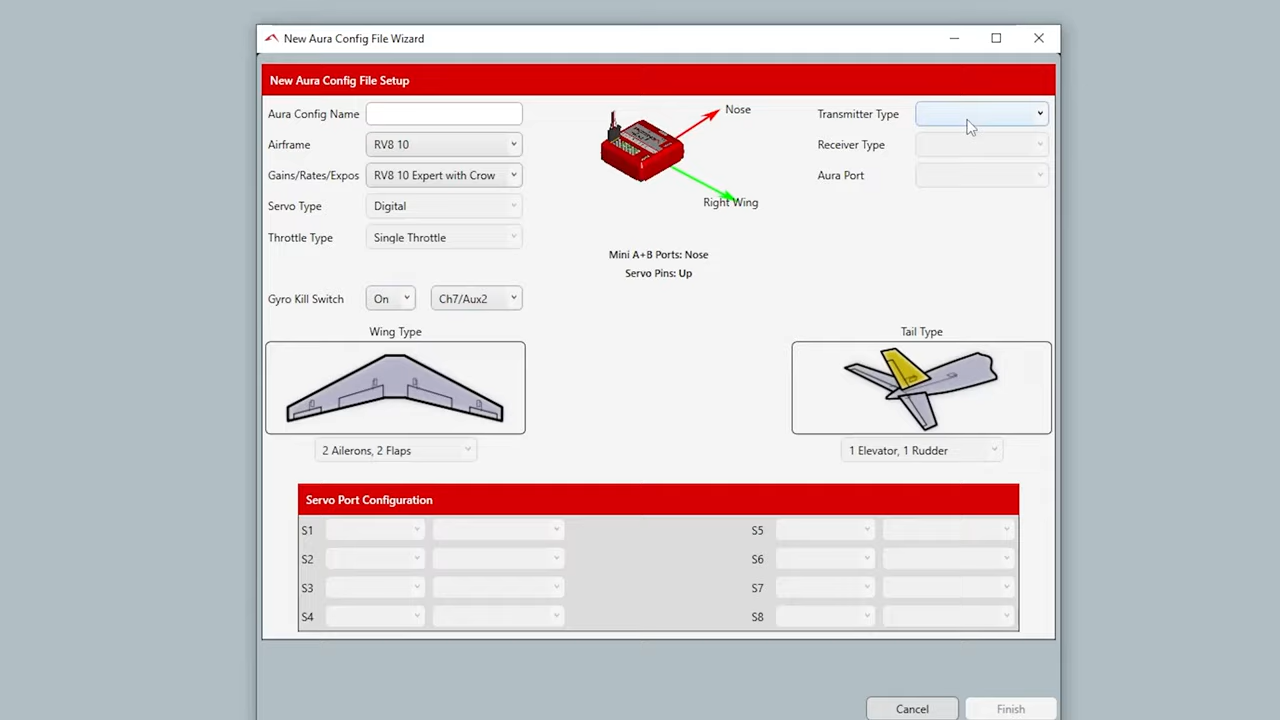 New Aura Config File Wizard
New Aura Config File Setup
Aura Config Name
Airframe RV8 10
Gains/Rates/Expos RV8 10 Expert with Crow
Servo Type Digital
Throttle Type Single Throttle
Gyro Kill Switch On Ch7/Aux2
Nose
Right Wing
Mini A+B Ports: Nose
Servo Pins: Up
Transmitter Type
Receiver Type
Aura Port
Wing Type
2 Ailerons, 2 Flaps
Tail Type
1 Elevator, 1 Rudder
Servo Port Configuration
S1
S2
S3
S4
S5
S6
S7
S8
Cancel Finish